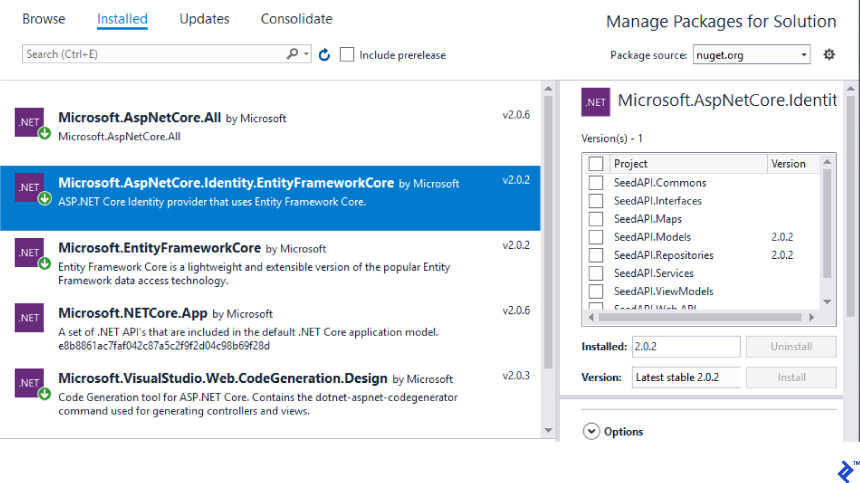 Browse Installed Updates Consolidate
Manage Packages for Solution
Search (Ctrl+E)
Include prerelease
Package source: nuget.org
.NET
Microsoft.AspNetCore.All by Microsoft
v2.0.6
Microsoft.AspNetCore.All
.NET
Microsoft.AspNetCore.Identity.EntityFrameworkCore by Microsoft
v2.0.2
ASP.NET Core Identity provider that uses Entity Framework Core.
.NET
Microsoft.EntityFrameworkCore by Microsoft
v2.0.2
Entity Framework Core is a lightweight and extensible version of the popular Entity
Framework data access technology.
.NET
Microsoft.NETCore.App by Microsoft
v2.0.6
A set of .NET API's that are included in the default .NET Core application model.
e8b8861ac7faf042c87a5c2f9f2d04c98b69f28d
.NET
Microsoft.VisualStudio.Web.CodeGeneration.Design by Microsoft
v2.0.3
Code Generation tool for ASP.NET Core. Contains the dotnet-aspnet-codegenerator
command used for generating controllers and views.
.NET
Microsoft.AspNetCore.Identit
Version(s) - 1
Project Version
SeedAPI.Commons
SeedAPI.Interfaces
SeedAPI.Maps
SeedAPI.Models 2.0.2
SeedAPI.Repositories 2.0.2
SeedAPI.Services
SeedAPI.ViewModels
SeedAPI.Web.API
Installed: 2.0.2 Uninstall
Version: Latest stable 2.0.2 Install
Options
TM